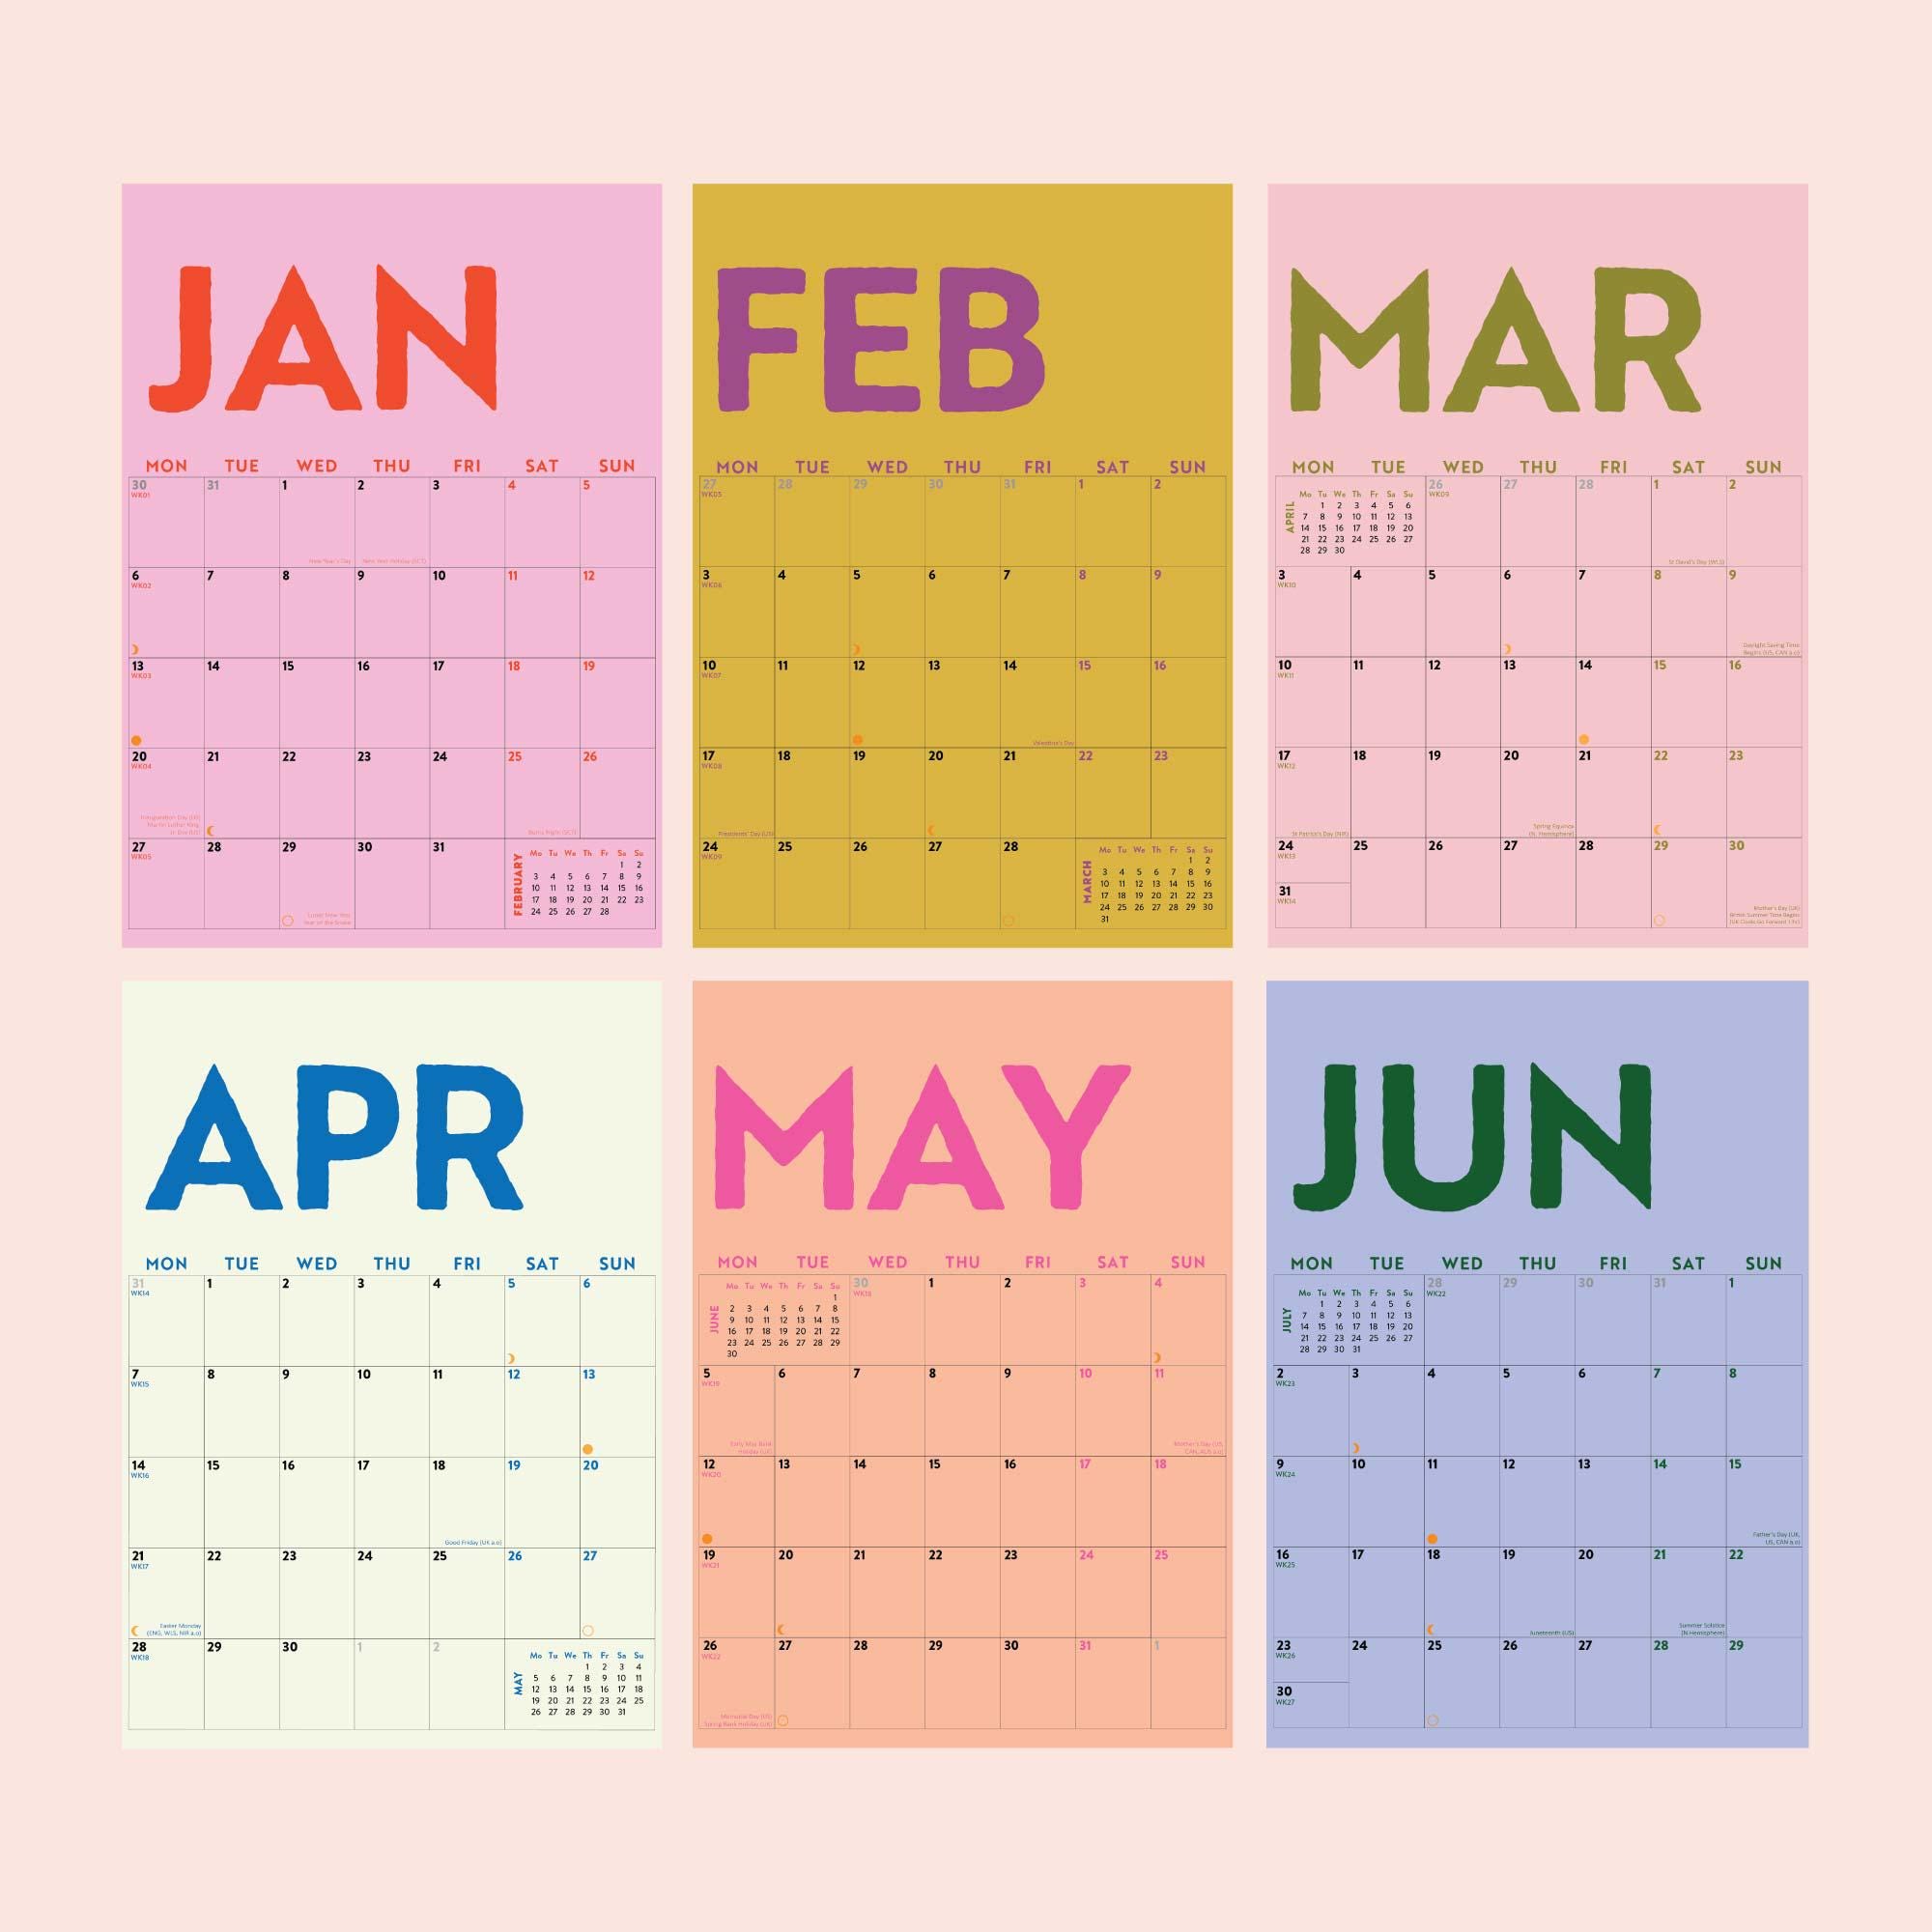 JAN
MON TUE WED THU FRI SAT SUN
30 31 1 2 3 4 5
WK01
New Year's Day New Year Holiday (SCT)
6 7 8 9 10 11 12
WK02
13 14 15 16 17 18 19
WK03
20 21 22 23 24 25 26
WK04
Inauguration Day (US)
Martin Luther King,
Jr Day (US)
Burns Night (SCT)
27 28 29 30 31
WK05
Lunar New Year
Year of the Snake
FEBRUARY
Mo Tu We Th Fr Sa Su
1 2
3 4 5 6 7 8 9
10 11 12 13 14 15 16
17 18 19 20 21 22 23
24 25 26 27 28
FEB
MON TUE WED THU FRI SAT SUN
27 28 29 30 31 1 2
WK05
3 4 5 6 7 8 9
WK06
10 11 12 13 14 15 16
WK07
Valentine's Day
17 18 19 20 21 22 23
WK08
Presidents' Day (US)
24 25 26 27 28
WK09
MARCH
Mo Tu We Th Fr Sa Su
1 2
3 4 5 6 7 8 9
10 11 12 13 14 15 16
17 18 19 20 21 22 23
24 25 26 27 28 29 30
31
MAR
MON TUE WED THU FRI SAT SUN
APRIL
Mo Tu We Th Fr Sa Su
1 2 3 4 5 6
7 8 9 10 11 12 13
14 15 16 17 18 19 20
21 22 23 24 25 26 27
28 29 30
26 27 28 1 2
WK09
St David's Day (WLS)
3 4 5 6 7 8 9
WK10
Daylight Saving Time
Begins (US, CAN a.o)
10 11 12 13 14 15 16
WK11
17 18 19 20 21 22 23
WK12
St Patrick's Day (NIR)
Spring Equinox
(N. Hemisphere)
24 25 26 27 28 29 30
WK13
31
WK14
Mother's Day (UK)
British Summer Time Begins
(UK Clocks Go Forward 1 hr)
APR
MON TUE WED THU FRI SAT SUN
31 1 2 3 4 5 6
WK14
7 8 9 10 11 12 13
WK15
14 15 16 17 18 19 20
WK16
Good Friday (UK a.o)
21 22 23 24 25 26 27
WK17
Easter Monday
(ENG, WLS, NIR a.o)
28 29 30 1 2
WK18
MAY
Mo Tu We Th Fr Sa Su
1 2 3 4
5 6 7 8 9 10 11
12 13 14 15 16 17 18
19 20 21 22 23 24 25
26 27 28 29 30 31
MAY
MON TUE WED THU FRI SAT SUN
JUNE
Mo Tu We Th Fr Sa Su
1
2 3 4 5 6 7 8
9 10 11 12 13 14 15
16 17 18 19 20 21 22
23 24 25 26 27 28 29
30
30 1 2 3 4
WK18
5 6 7 8 9 10 11
WK19
Early May Bank
Holiday (UK)
Mother's Day (US,
CAN, AUS a.o)
12 13 14 15 16 17 18
WK20
19 20 21 22 23 24 25
WK21
26 27 28 29 30 31 1
WK22
Memorial Day (US)
Spring Bank Holiday (UK)
JUN
MON TUE WED THU FRI SAT SUN
JULY
Mo Tu We Th Fr Sa Su
1 2 3 4 5 6
7 8 9 10 11 12 13
14 15 16 17 18 19 20
21 22 23 24 25 26 27
28 29 30 31
28 29 30 31 1
WK22
2 3 4 5 6 7 8
WK23
9 10 11 12 13 14 15
WK24
Father's Day (UK,
US, CAN a.o)
16 17 18 19 20 21 22
WK25
Juneteenth (US)
Summer Solstice
(N.Hemisphere)
23 24 25 26 27 28 29
WK26
30
WK27